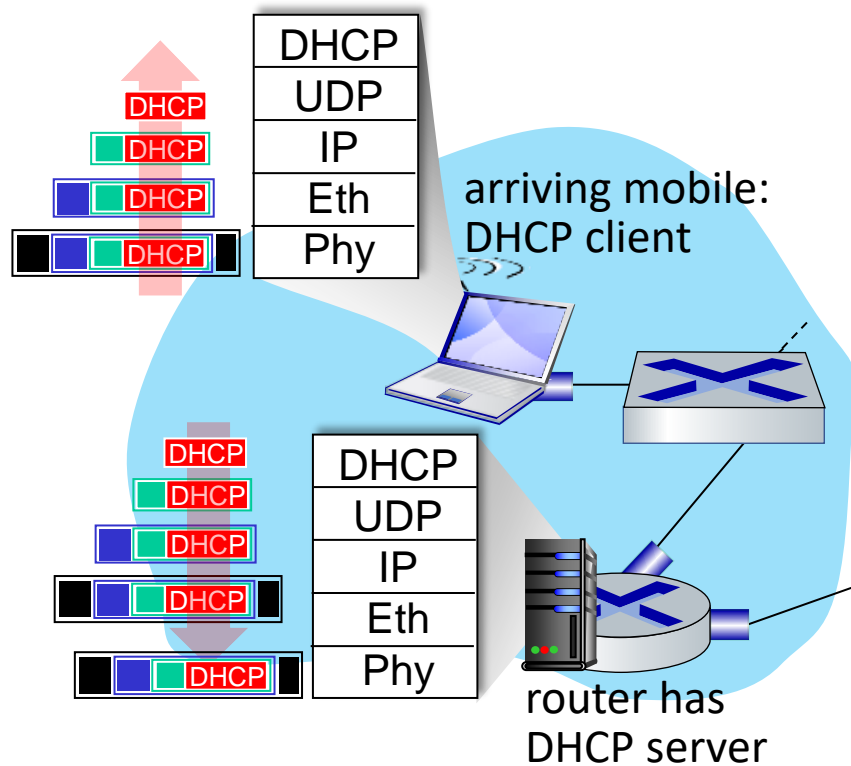 DHCP
UDP
IP
Eth
Phy
DHCP
DHCP
DHCP
DHCP
arriving mobile:
DHCP client
DHCP
UDP
IP
Eth
Phy
DHCP
DHCP
DHCP
DHCP
DHCP
router has
DHCP server